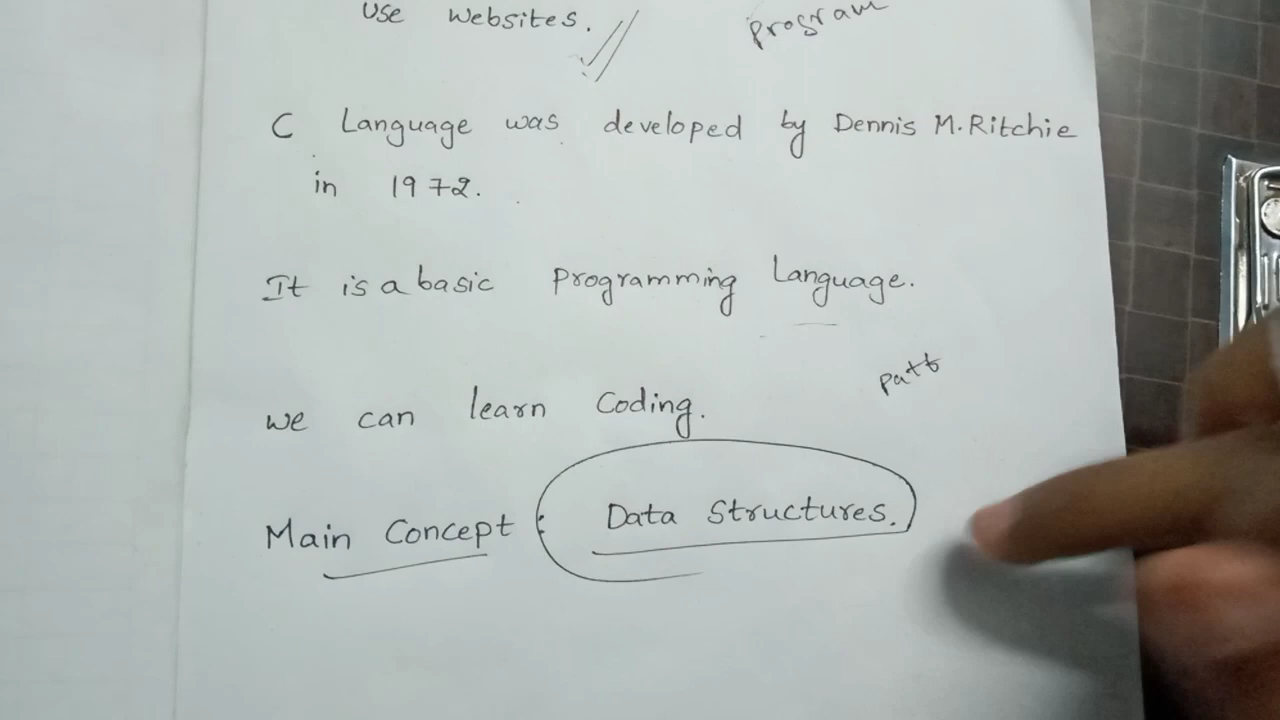 use websites.
program
C Language was developed by Dennis M.Ritchie
in 1972.
It is a basic programming Language.
patt
we can learn Coding.
Main Concept : Data Structures.